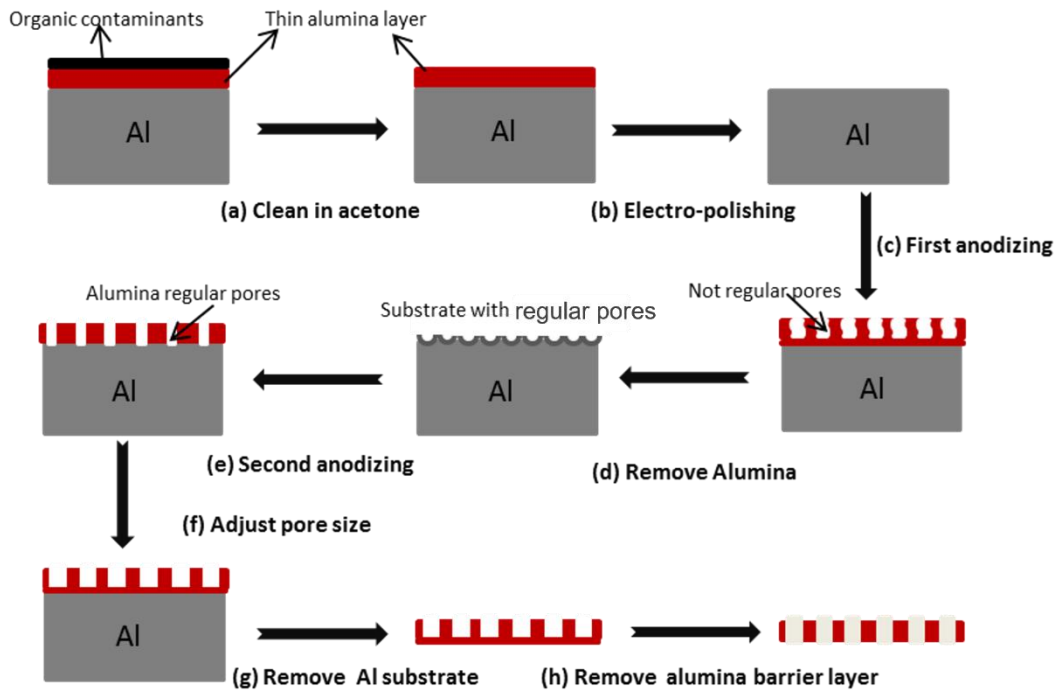 Organic contaminants
Thin alumina layer
Al
Al
Al
(a) Clean in acetone
(b) Electro-polishing
(c) First anodizing
Alumina regular pores
Substrate with regular pores
Not regular pores
Al
Al
Al
(e) Second anodizing
(d) Remove Alumina
(f) Adjust pore size
Al
(g) Remove Al substrate
(h) Remove alumina barrier layer